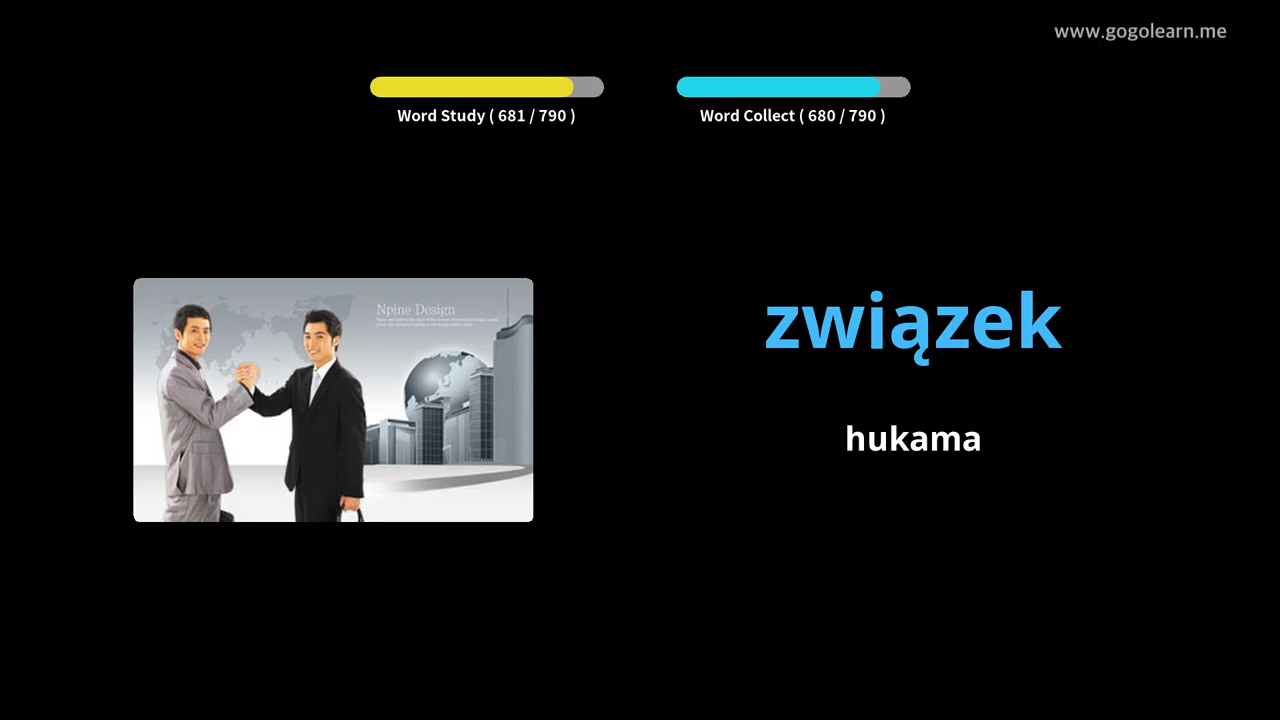 www.gogolearn.me
Word Study ( 681 / 790 )
Word Collect ( 680 / 790 )
Npine Design
związek
hukama